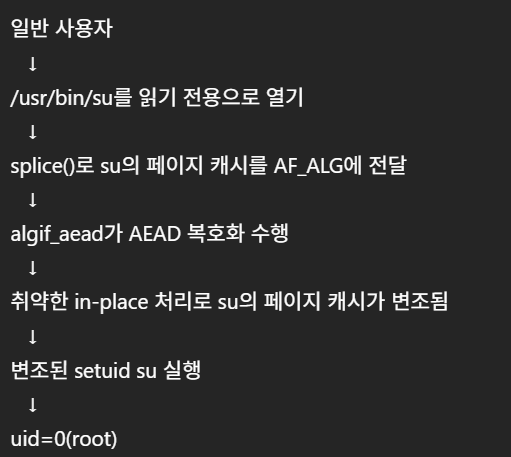 일반 사용자
↓
/usr/bin/su를 읽기 전용으로 열기
↓
splice()로 su의 페이지 캐시를 AF_ALG에 전달
↓
algif_aead가 AEAD 복호화 수행
↓
취약한 in-place 처리로 su의 페이지 캐시가 변조됨
↓
변조된 setuid su 실행
↓
uid=0(root)